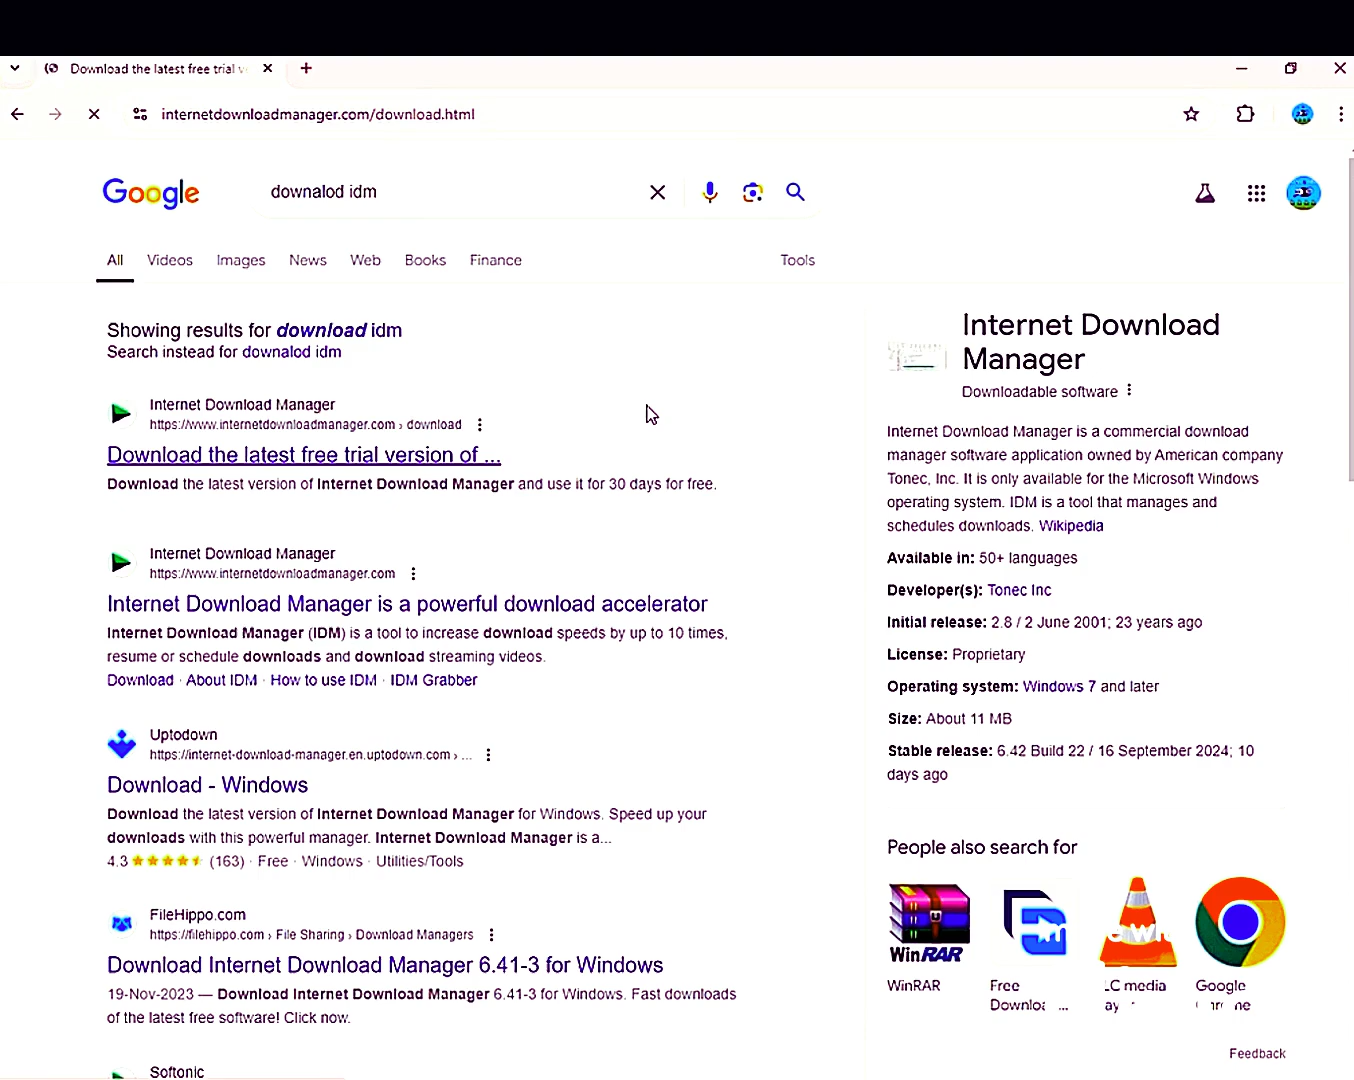 Download the latest free trial v
internetdownloadmanager.com/download.html
Google
downalod idm
All Videos Images News Web Books Finance Tools
Showing results for download idm
Search instead for downalod idm
Internet Download Manager
https://www.internetdownloadmanager.com › download
Download the latest free trial version of ...
Download the latest version of Internet Download Manager and use it for 30 days for free.
Internet Download Manager
https://www.internetdownloadmanager.com
Internet Download Manager is a powerful download accelerator
Internet Download Manager (IDM) is a tool to increase download speeds by up to 10 times,
resume or schedule downloads and download streaming videos.
Download · About IDM · How to use IDM · IDM Grabber
Uptodown
https://internet-download-manager.en.uptodown.com › ...
Download - Windows
Download the latest version of Internet Download Manager for Windows. Speed up your
downloads with this powerful manager. Internet Download Manager is a...
4.3 (163) · Free · Windows · Utilities/Tools
FileHippo.com
https://filehippo.com › File Sharing › Download Managers
Download Internet Download Manager 6.41-3 for Windows
19-Nov-2023 — Download Internet Download Manager 6.41-3 for Windows. Fast downloads
of the latest free software! Click now.
Softonic
Internet Download
Manager
Downloadable software
Internet Download Manager is a commercial download
manager software application owned by American company
Tonec, Inc. It is only available for the Microsoft Windows
operating system. IDM is a tool that manages and
schedules downloads. Wikipedia
Available in: 50+ languages
Developer(s): Tonec Inc
Initial release: 2.8 / 2 June 2001; 23 years ago
License: Proprietary
Operating system: Windows 7 and later
Size: About 11 MB
Stable release: 6.42 Build 22 / 16 September 2024; 10
days ago
People also search for
WinRAR
WinRAR
Free
LC media
Google
Feedback